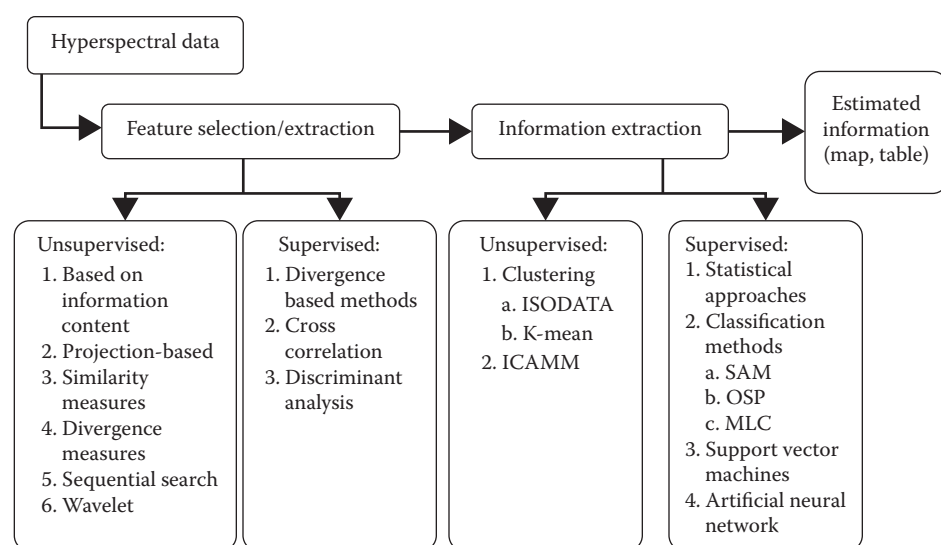 Hyperspectral data
Feature selection/extraction
Information extraction
Estimated
information
(map, table)
Unsupervised:
1. Based on
information
content
2. Projection-based
3. Similarity
measures
4. Divergence
measures
5. Sequential search
6. Wavelet
Supervised:
1. Divergence
based methods
2. Cross
correlation
3. Discriminant
analysis
Unsupervised:
1. Clustering
a. ISODATA
b. K-mean
2. ICAMM
Supervised:
1. Statistical
approaches
2. Classification
methods
a. SAM
b. OSP
c. MLC
3. Support vector
machines
4. Artificial neural
network